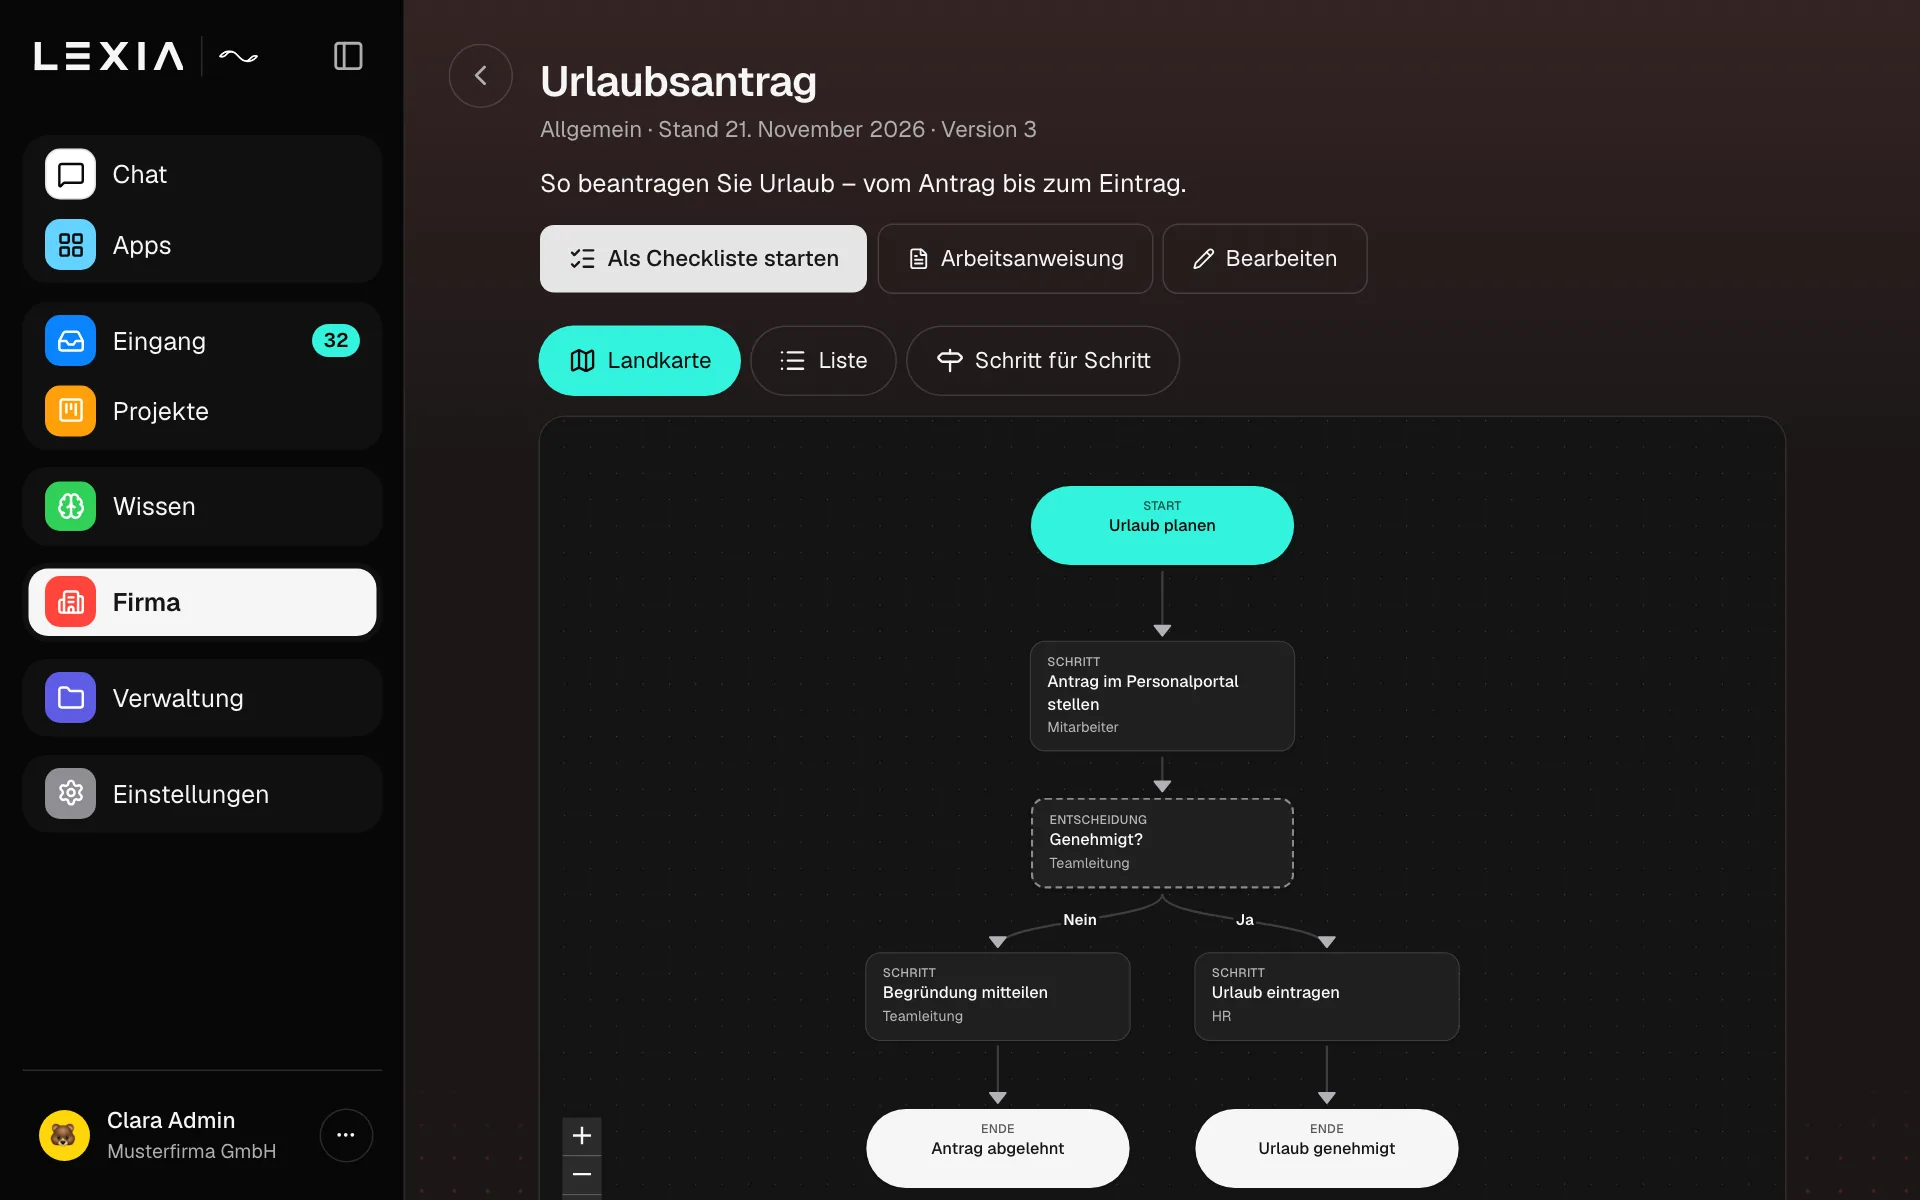 LEXIA
Chat
Apps
Eingang 32
Projekte
Wissen
Firma
Verwaltung
Einstellungen
Clara Admin
Musterfirma GmbH
Urlaubsantrag
Allgemein · Stand 21. November 2026 · Version 3
So beantragen Sie Urlaub – vom Antrag bis zum Eintrag.
Als Checkliste starten
Arbeitsanweisung
Bearbeiten
Landkarte
Liste
Schritt für Schritt
START
Urlaub planen
SCHRITT
Antrag im Personalportal
stellen
Mitarbeiter
ENTSCHEIDUNG
Genehmigt?
Teamleitung
Nein
Ja
SCHRITT
Begründung mitteilen
Teamleitung
SCHRITT
Urlaub eintragen
HR
ENDE
Antrag abgelehnt
ENDE
Urlaub genehmigt